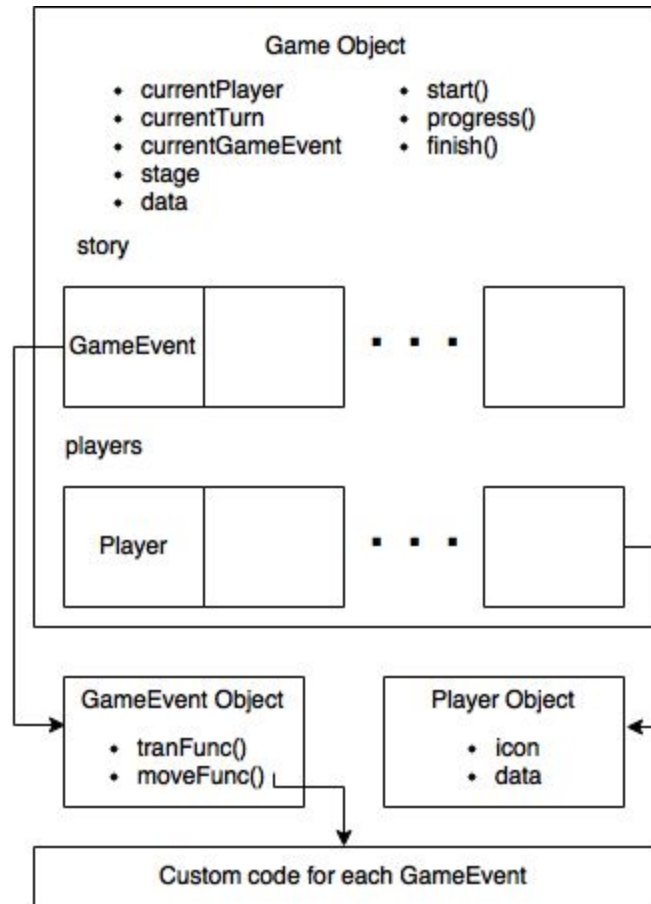 Game Object
currentPlayer
currentTurn
currentGameEvent
stage
data
start()
progress()
finish()
story
GameEvent
players
Player
GameEvent Object
tranFunc()
moveFunc()
Player Object
icon
data
Custom code for each GameEvent